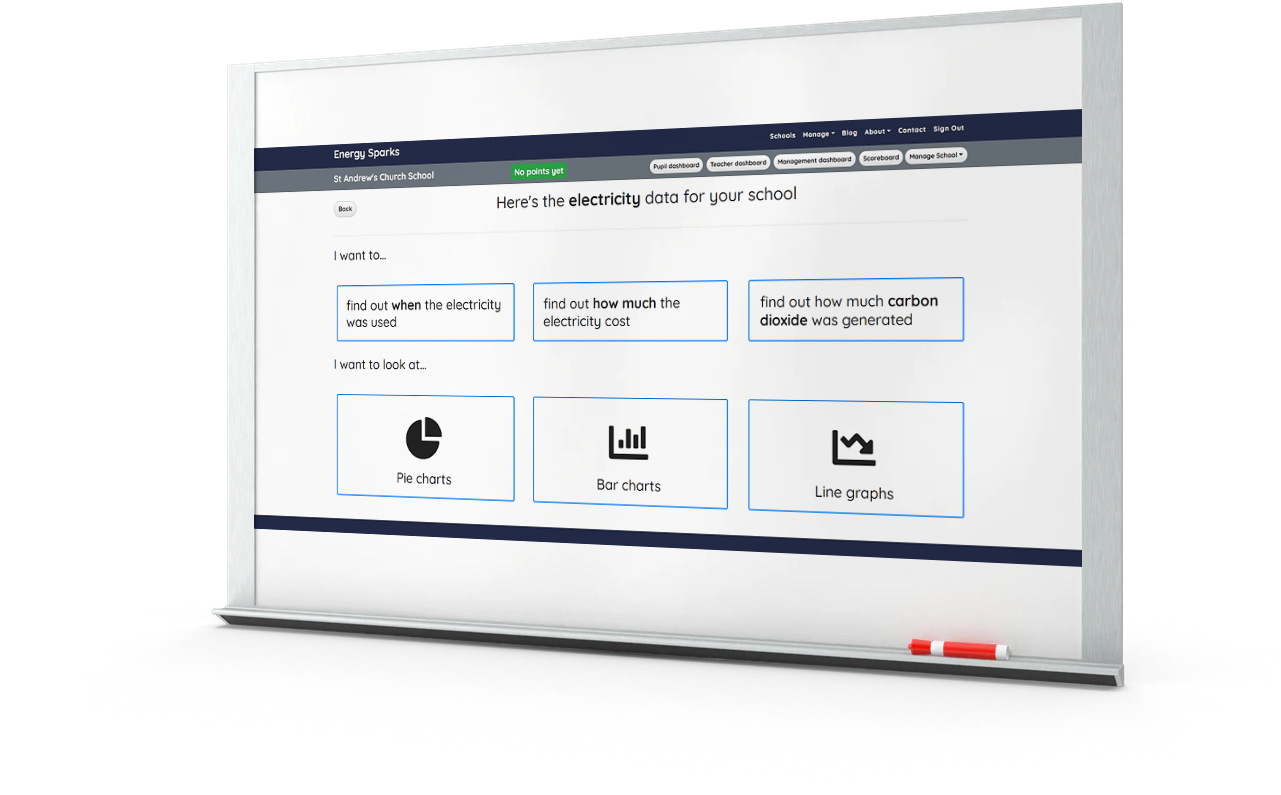 Schools Manage Blog About Contact Sign Out
Energy Sparks
St Andrew's Church School
No points yet
Pupil dashboard Teacher dashboard Management dashboard Scoreboard Manage School
Back
Here's the electricity data for your school
I want to...
find out when the electricity
was used
find out how much the
electricity cost
find out how much carbon
dioxide was generated
I want to look at...
Pie charts
Bar charts
Line graphs